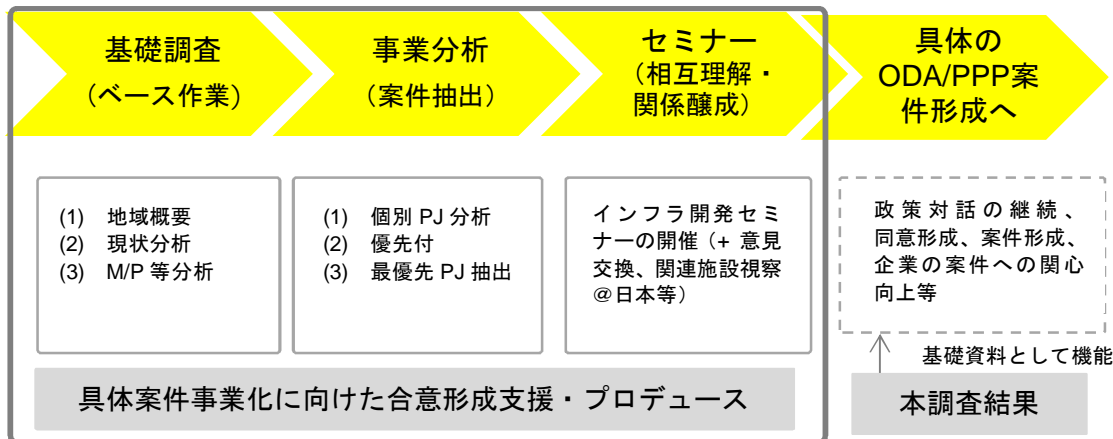 基礎調査
（ベース作業)
事業分析
（案件抽出）
セミナー
（相互理解・
関係醸成）
具体の
ODA/PPP案
件形成へ
(1) 地域概要
(2) 現状分析
(3) M/P 等分析
(1) 個別 PJ 分析
(2) 優先付
(3) 最優先 PJ 抽出
インフラ開発セミ
ナーの開催（+ 意見
交換、関連施設視察
＠日本等）
政策対話の継続、
同意形成、案件形成、
企業の案件への関心
向上等
基礎資料として機能
具体案件事業化に向けた合意形成支援・プロデュース
本調査結果